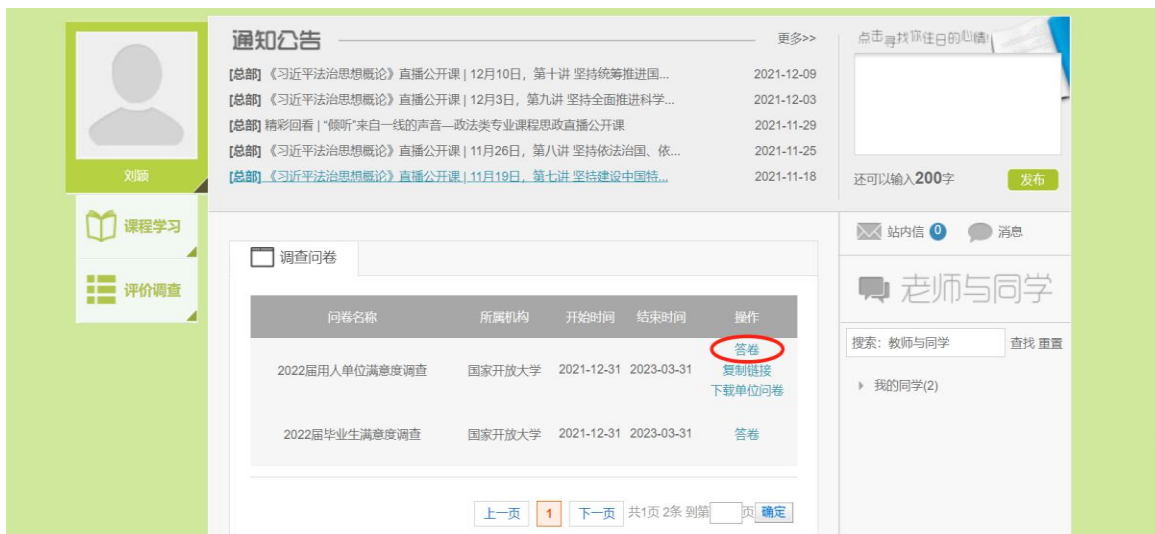 通知公告
更多>>
[总部]《习近平法治思想概论》直播公开课 | 12月10日，第十讲 坚持统筹推进国... 2021-12-09
[总部]《习近平法治思想概论》直播公开课 | 12月3日，第九讲 坚持全面推进科学... 2021-12-03
[总部] 精彩回看 | “倾听”来自一线的声音—政法类专业课程思政直播公开课 2021-11-29
[总部]《习近平法治思想概论》直播公开课 | 11月26日，第八讲 坚持依法治国、依... 2021-11-25
[总部]《习近平法治思想概论》直播公开课 | 11月19日，第七讲 坚持建设中国特... 2021-11-18
点击寻找你往日的心情!
还可以输入200字 发布
刘颖
课程学习
评价调查
调查问卷
问卷名称 所属机构 开始时间 结束时间 操作
2022届用人单位满意度调查 国家开放大学 2021-12-31 2023-03-31 答卷
复制链接
下载单位问卷
2022届毕业生满意度调查 国家开放大学 2021-12-31 2023-03-31 答卷
上一页 1 下一页 共1页 2条 到第 页 确定
站内信 0 消息
老师与同学
搜索: 教师与同学 查找 重置
我的同学(2)